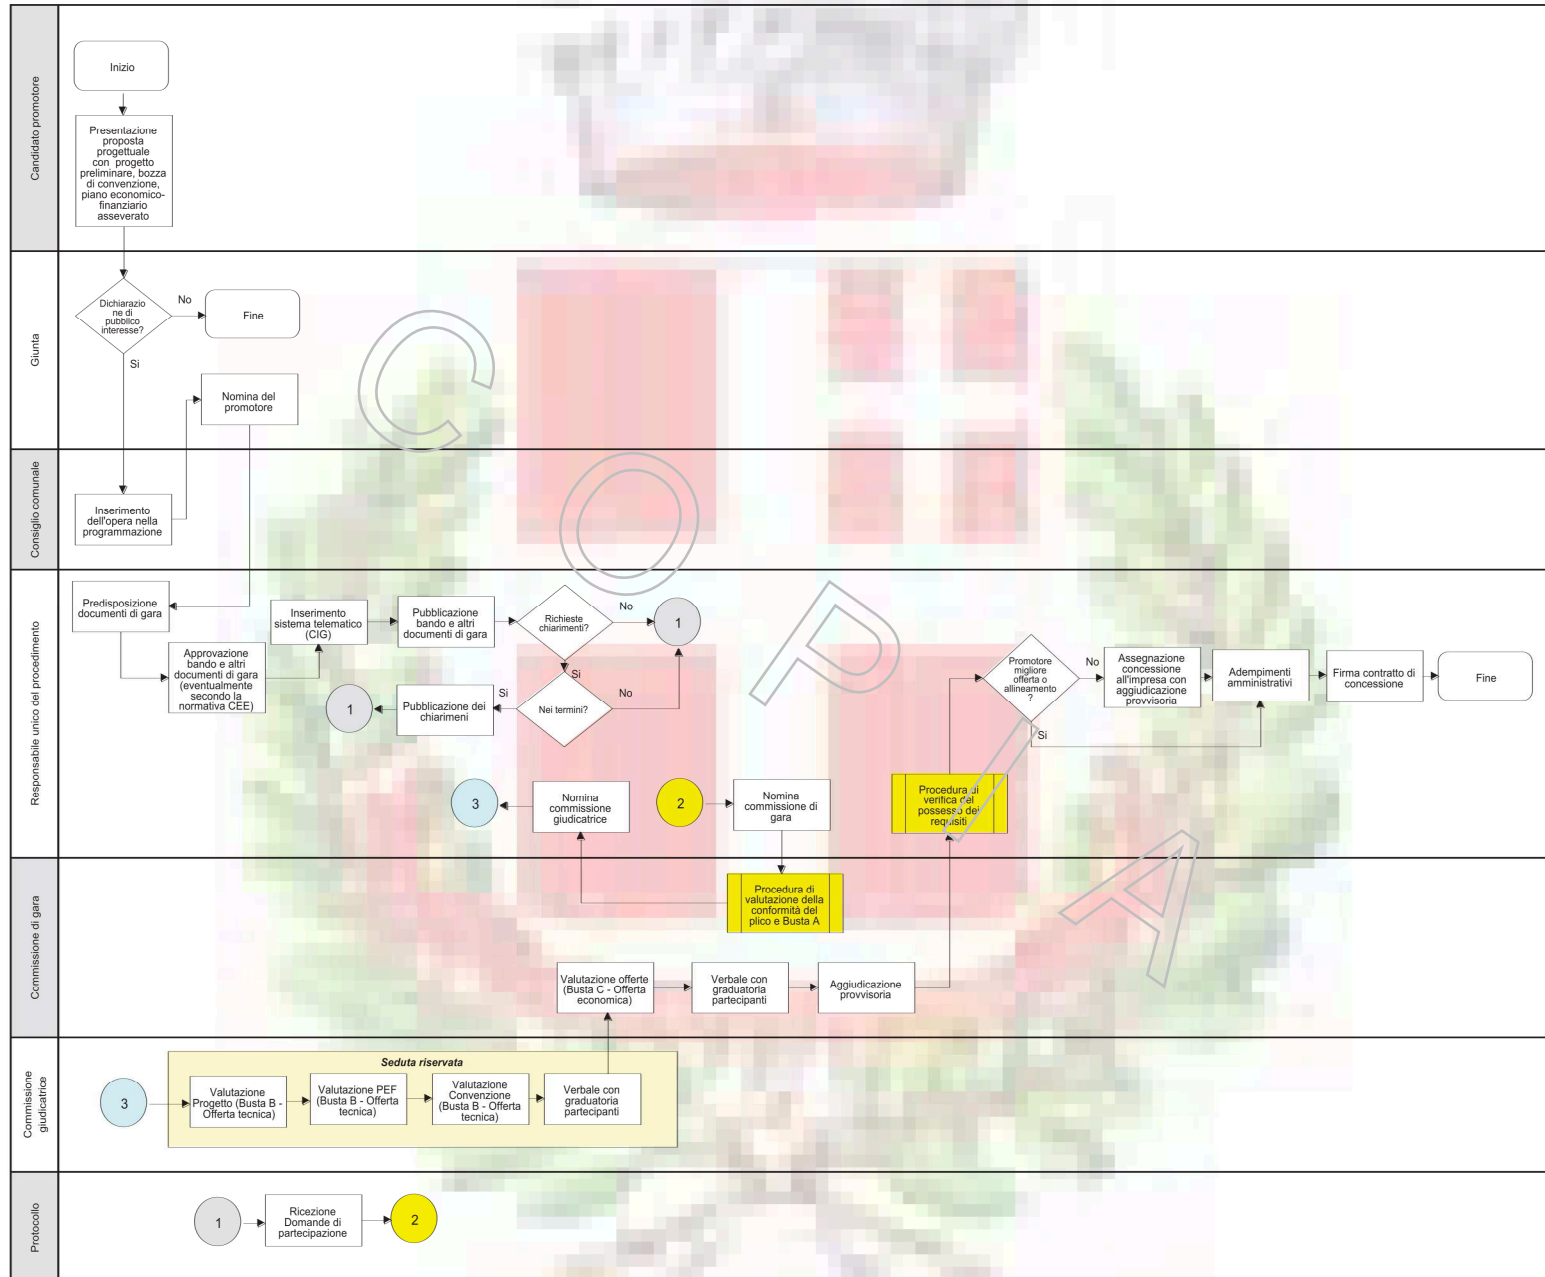 Candidato promotore
Inizio
Presentazione
proposta
progettuale
con progetto
preliminare, bozza
di convenzione,
piano economico-
finanziario
asseverato
Giunta
Dichiarazio
ne di
pubblico
interesse?
No
Fine
Si
Nomina del
promotore
Consiglio comunale
Inserimento
dell'opera nella
programmazione
Responsabile unico del procedimento
Predisposizione
documenti di gara
Approvazione
bando e altri
documenti di gara
(eventualmente
secondo la
normativa CEE)
Inserimento
sistema telematico
(CIG)
Pubblicazione
bando e altri
documenti di gara
Richieste
chiarimenti?
No
1
Si
Nei termini?
No
Si
Pubblicazione dei
chiarimeni
1
3
Nomina
commissione
giudicatrice
2
Nomina
commissione di
gara
Procedura di
verifica del
possesso dei
requisiti
Promotore
migliore
offerta o
allineamento
?
No
Si
Assegnazione
concessione
all'impresa con
aggiudicazione
provvisoria
Adempimenti
amministrativi
Firma contratto di
concessione
Fine
Commissione di gara
Procedura di
valutazione della
conformità del
plico e Busta A
Valutazione offerte
(Busta C - Offerta
economica)
Verbale con
graduatoria
partecipanti
Aggiudicazione
provvisoria
Commissione
giudicatrice
3
Seduta riservata
Valutazione
Progetto (Busta B -
Offerta tecnica)
Valutazione PEF
(Busta B - Offerta
tecnica)
Valutazione
Convenzione
(Busta B - Offerta
tecnica)
Verbale con
graduatoria
partecipanti
Protocollo
1
Ricezione
Domande di
partecipazione
2
COPIA